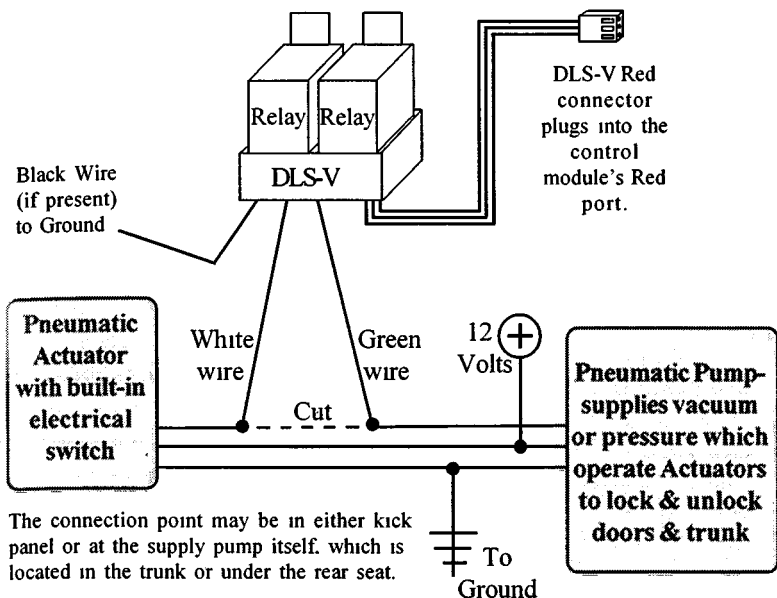 Relay
Relay
DLS-V
DLS-V Red
connector
plugs into the
control
module's Red
port.
Black Wire
(if present)
to Ground
White
wire
Green
wire
Cut
12
Volts
+
Pneumatic
Actuator
with built-in
electrical
switch
Pneumatic Pump-
supplies vacuum
or pressure which
operate Actuators
to lock & unlock
doors & trunk
The connection point may be in either kick
panel or at the supply pump itself, which is
located in the trunk or under the rear seat.
To
Ground